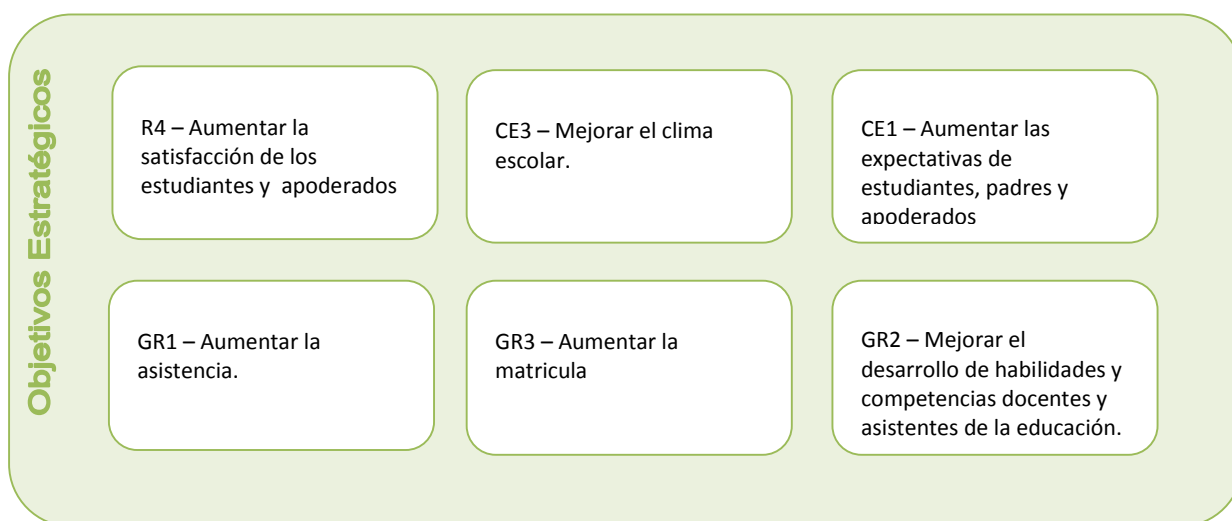 Objetivos Estratégicos
R4 – Aumentar la
satisfacción de los
estudiantes y  apoderados
CE3 – Mejorar el clima
escolar.
CE1 – Aumentar las
expectativas de
estudiantes, padres y
apoderados
GR1 – Aumentar la
asistencia.
GR3 – Aumentar la
matricula
GR2 – Mejorar el
desarrollo de habilidades y
competencias docentes y
asistentes de la educación.